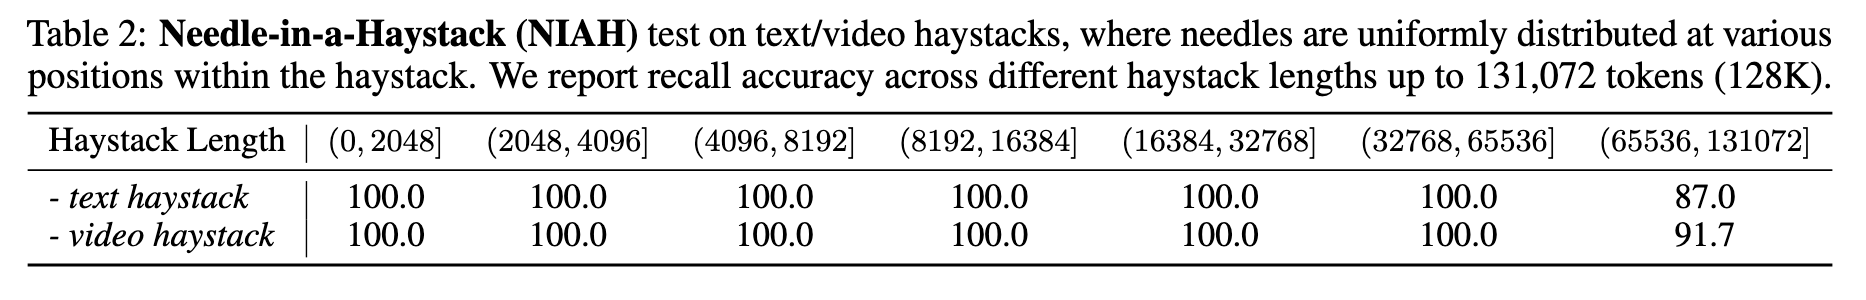 Table 2: Needle-in-a-Haystack (NIAH) test on text/video haystacks, where needles are uniformly distributed at various
positions within the haystack. We report recall accuracy across different haystack lengths up to 131,072 tokens (128K).
Haystack Length (0, 2048] (2048, 4096] (4096, 8192] (8192, 16384] (16384, 32768] (32768, 65536] (65536, 131072]
- text haystack 100.0 100.0 100.0 100.0 100.0 100.0 87.0
- video haystack 100.0 100.0 100.0 100.0 100.0 100.0 91.7